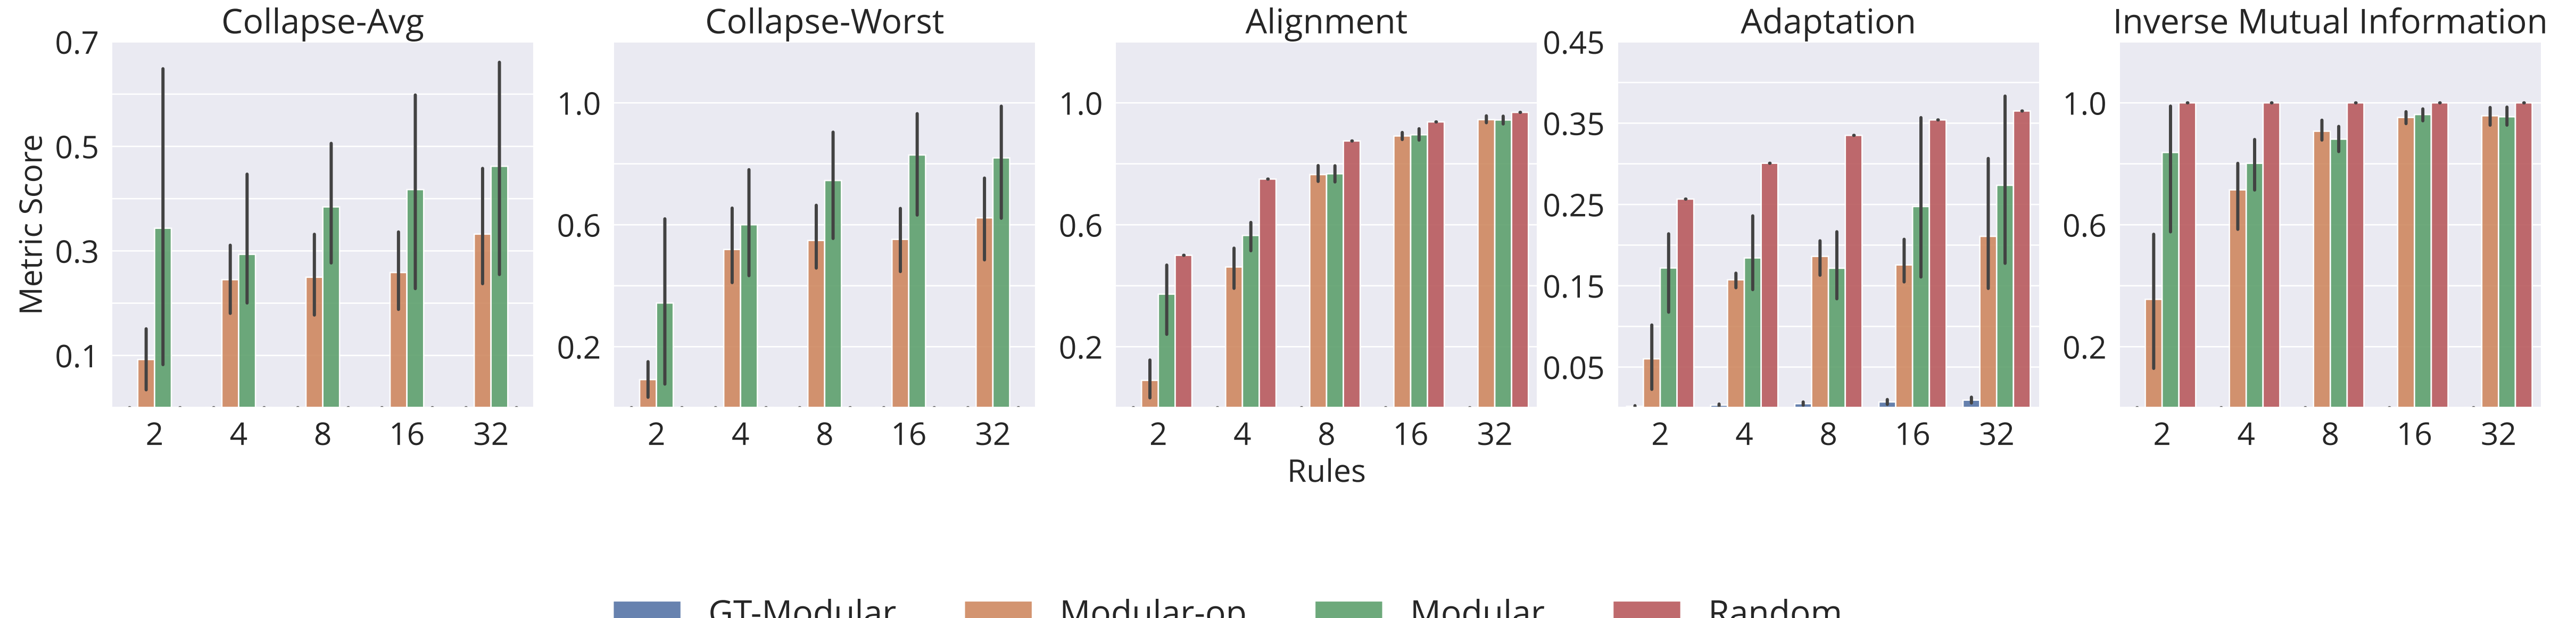 Collapse-Avg Collapse-Worst Alignment Adaptation Inverse Mutual Information
Metric Score
0.7
0.5
0.3
0.1
2 4 8 16 32
1.0
0.6
0.2
2 4 8 16 32
1.0
0.6
0.2
2 4 8 16 32
0.45
0.35
0.25
0.15
0.05
2 4 8 16 32
1.0
0.6
0.2
2 4 8 16 32
Rules
GT-Modular Modular-op Modular Random